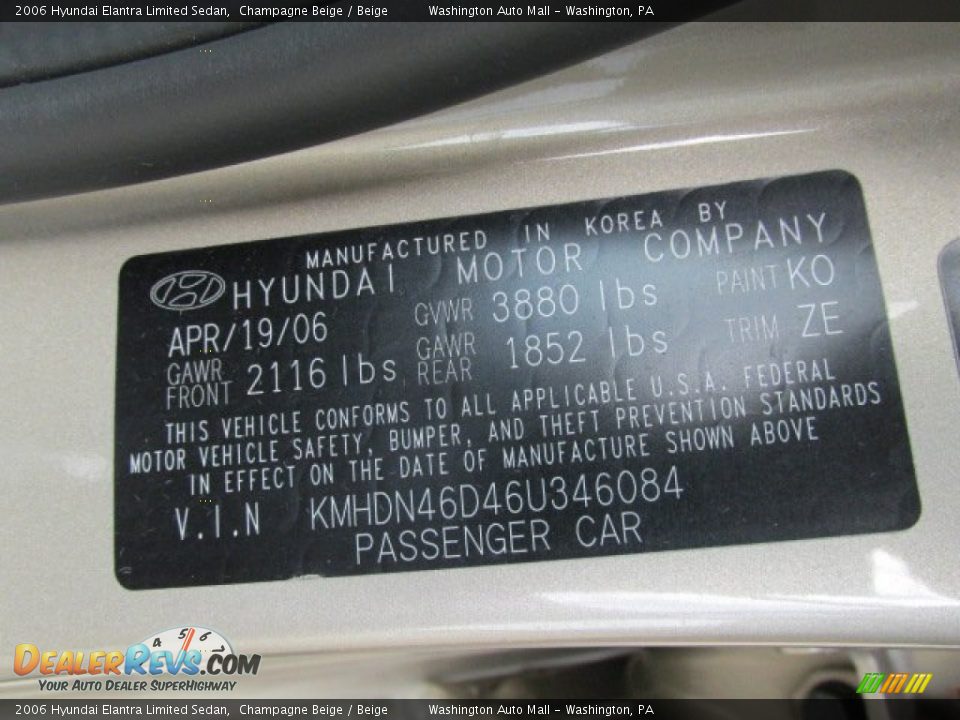 2006 Hyundai Elantra Limited Sedan, Champagne Beige / Beige Washington Auto Mall - Washington, PA
MANUFACTURED IN KOREA BY
HYUNDAI MOTOR COMPANY
APR/19/06 GVWR 3880 lbs PAINT KO
GAWR FRONT 2116 lbs GAWR REAR 1852 lbs TRIM ZE
THIS VEHICLE CONFORMS TO ALL APPLICABLE U.S.A. FEDERAL
MOTOR VEHICLE SAFETY, BUMPER, AND THEFT PREVENTION STANDARDS
IN EFFECT ON THE DATE OF MANUFACTURE SHOWN ABOVE
V.I.N KMHDN46D46U346084
PASSENGER CAR
4 5 6
DEALERREVS.COM
YOUR AUTO DEALER SUPERHIGHWAY
2006 Hyundai Elantra Limited Sedan, Champagne Beige / Beige Washington Auto Mall - Washington, PA